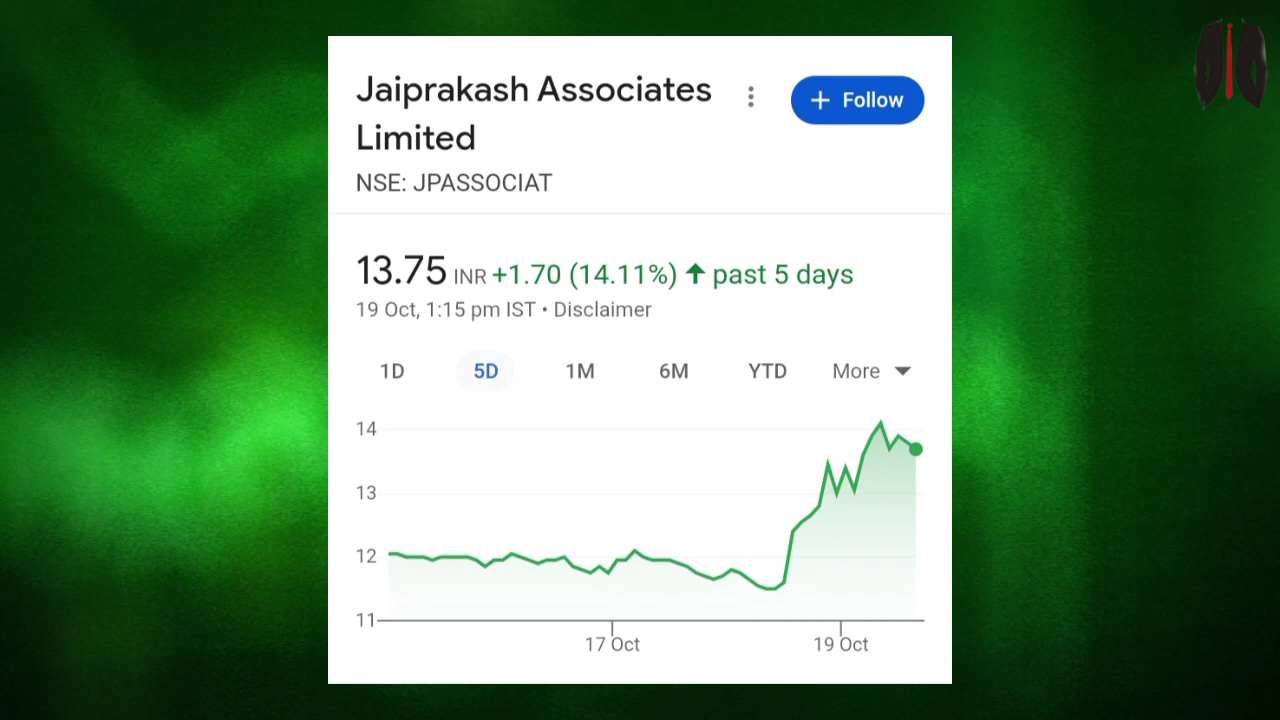 Jaiprakash Associates
Limited
+ Follow
NSE: JPASSOCIAT
13.75 INR +1.70 (14.11%) ↑ past 5 days
19 Oct, 1:15 pm IST • Disclaimer
1D 5D 1M 6M YTD More
14
13
12
11
17 Oct 19 Oct